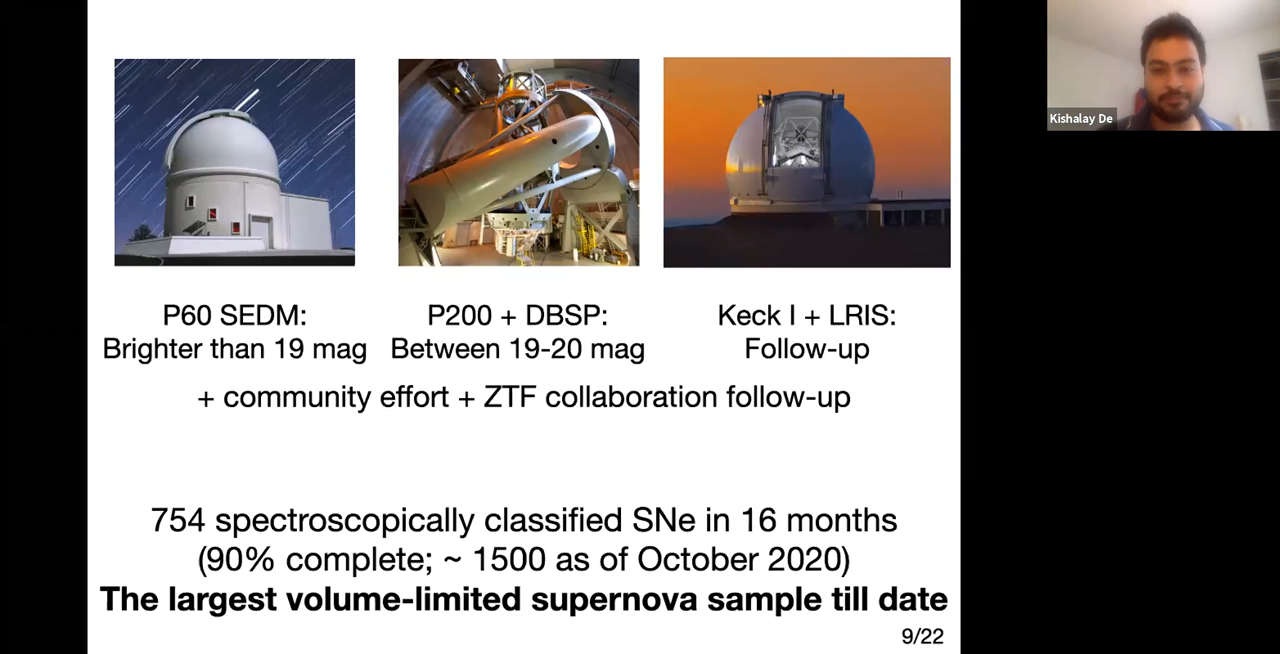 Kishalay De
P60 SEDM:
Brighter than 19 mag
P200 + DBSP:
Between 19-20 mag
Keck I + LRIS:
Follow-up
+ community effort + ZTF collaboration follow-up
754 spectroscopically classified SNe in 16 months
(90% complete; ~ 1500 as of October 2020)
The largest volume-limited supernova sample till date
9/22